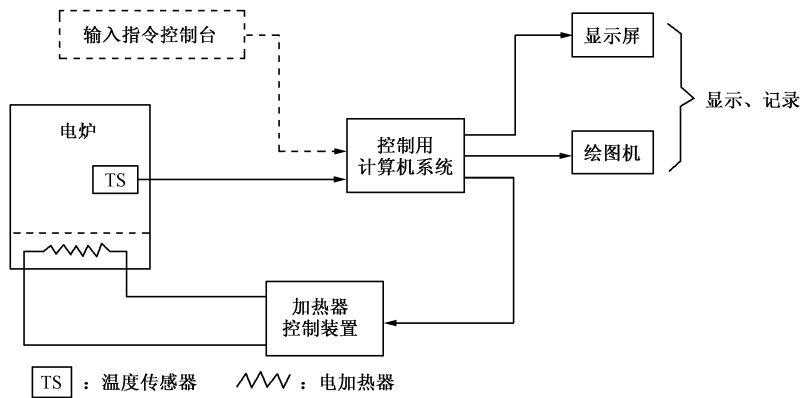 输入指令控制台
显示屏
显示、记录
电炉
控制用
计算机系统
绘图机
TS
加热器
控制装置
TS：温度传感器
：电加热器